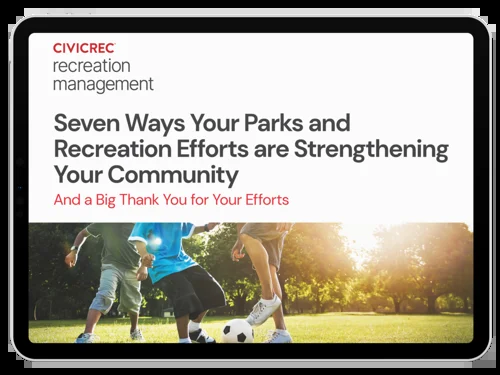 CIVICREC
recreation
management
Seven Ways Your Parks and
Recreation Efforts are Strengthening
Your Community
And a Big Thank You for Your Efforts